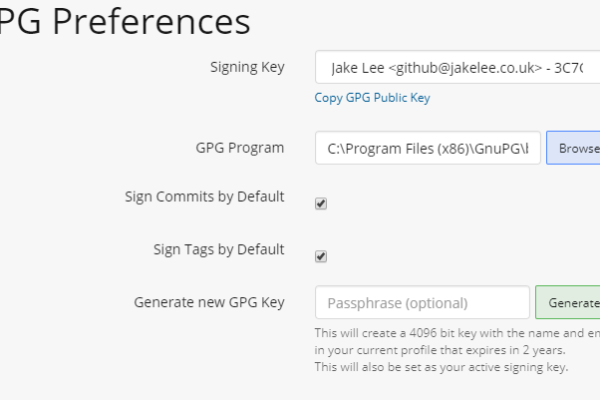 PG Preferences
Signing Key
Jake Lee <github@jakelee.co.uk> - 3C7
Copy GPG Public Key
GPG Program
C:\Program Files (x86)\GnuPG\
Browse
Sign Commits by Default
Sign Tags by Default
Generate new GPG Key
Passphrase (optional)
Generate
This will create a 4096 bit key with the name and en
in your current profile that expires in 2 years.
This will also be set as your active signing key.